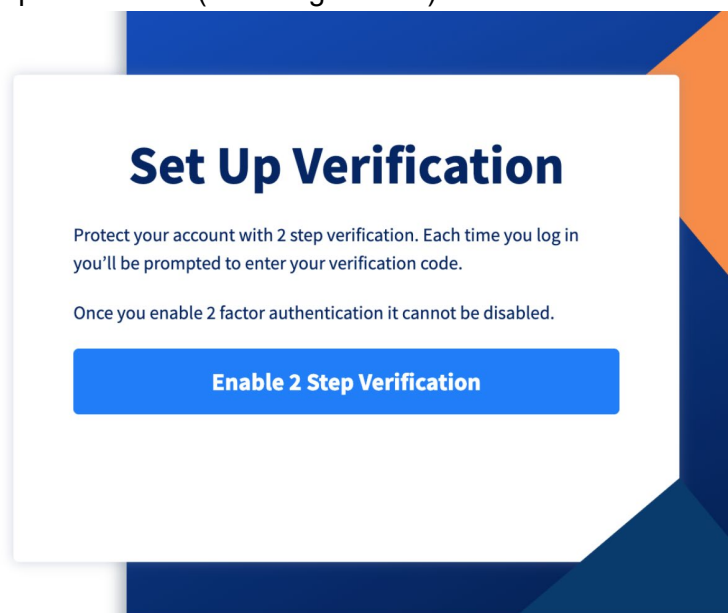 Set Up Verification
Protect your account with 2 step verification. Each time you log in
you’ll be prompted to enter your verification code.
Once you enable 2 factor authentication it cannot be disabled.
Enable 2 Step Verification